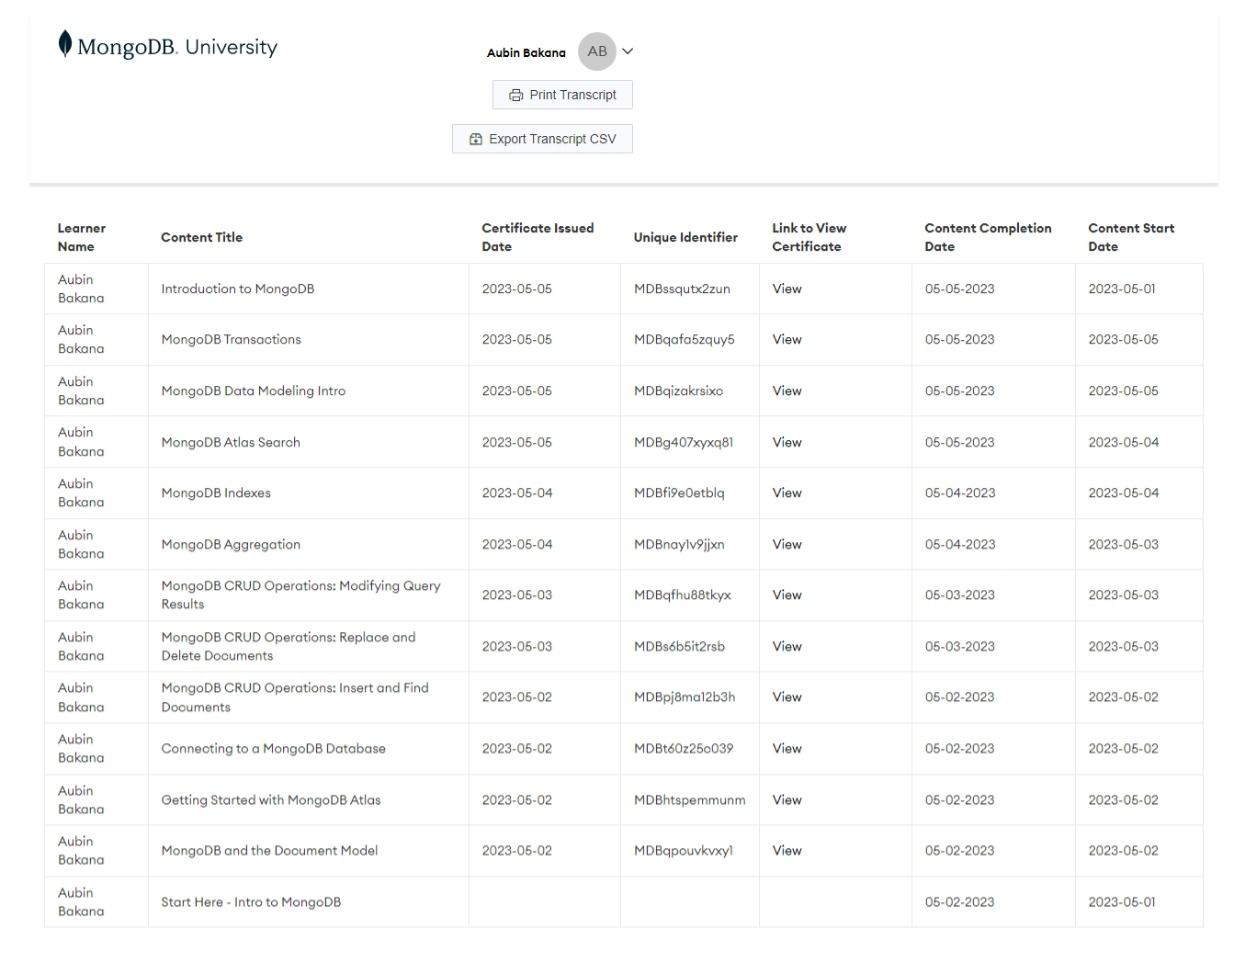 MongoDB. University
Aubin Bakana AB
Print Transcript
Export Transcript CSV
Learner Name Content Title Certificate Issued Date Unique Identifier Link to View Certificate Content Completion Date Content Start Date
Aubin Bakana Introduction to MongoDB 2023-05-05 MDBssqutx2zun View 05-05-2023 2023-05-01
Aubin Bakana MongoDB Transactions 2023-05-05 MDBqafa5zquy5 View 05-05-2023 2023-05-05
Aubin Bakana MongoDB Data Modeling Intro 2023-05-05 MDBqizakrsixc View 05-05-2023 2023-05-05
Aubin Bakana MongoDB Atlas Search 2023-05-05 MDBg407xyxq81 View 05-05-2023 2023-05-04
Aubin Bakana MongoDB Indexes 2023-05-04 MDBfi9e0etblq View 05-04-2023 2023-05-04
Aubin Bakana MongoDB Aggregation 2023-05-04 MDBnay1v9jjxn View 05-04-2023 2023-05-03
Aubin Bakana MongoDB CRUD Operations: Modifying Query Results 2023-05-03 MDBqfhu88tkyx View 05-03-2023 2023-05-03
Aubin Bakana MongoDB CRUD Operations: Replace and Delete Documents 2023-05-03 MDBs6b5it2rsb View 05-03-2023 2023-05-03
Aubin Bakana MongoDB CRUD Operations: Insert and Find Documents 2023-05-02 MDBpj8ma12b3h View 05-02-2023 2023-05-02
Aubin Bakana Connecting to a MongoDB Database 2023-05-02 MDBt60z25c039 View 05-02-2023 2023-05-02
Aubin Bakana Getting Started with MongoDB Atlas 2023-05-02 MDBhtspemmunm View 05-02-2023 2023-05-02
Aubin Bakana MongoDB and the Document Model 2023-05-02 MDBqpouvkvxy1 View 05-02-2023 2023-05-02
Aubin Bakana Start Here - Intro to MongoDB 05-02-2023 2023-05-01